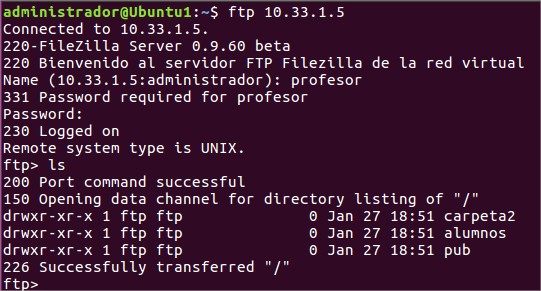 administrador@Ubuntu1:~$ ftp 10.33.1.5
Connected to 10.33.1.5.
220-FileZilla Server 0.9.60 beta
220 Bienvenido al servidor FTP Filezilla de la red virtual
Name (10.33.1.5:administrador): profesor
331 Password required for profesor
Password:
230 Logged on
Remote system type is UNIX.
ftp> ls
200 Port command successful
150 Opening data channel for directory listing of "/"
drwxr-xr-x 1 ftp ftp              0 Jan 27 18:51 carpeta2
drwxr-xr-x 1 ftp ftp              0 Jan 27 18:51 alumnos
drwxr-xr-x 1 ftp ftp              0 Jan 27 18:51 pub
226 Successfully transferred "/"
ftp>